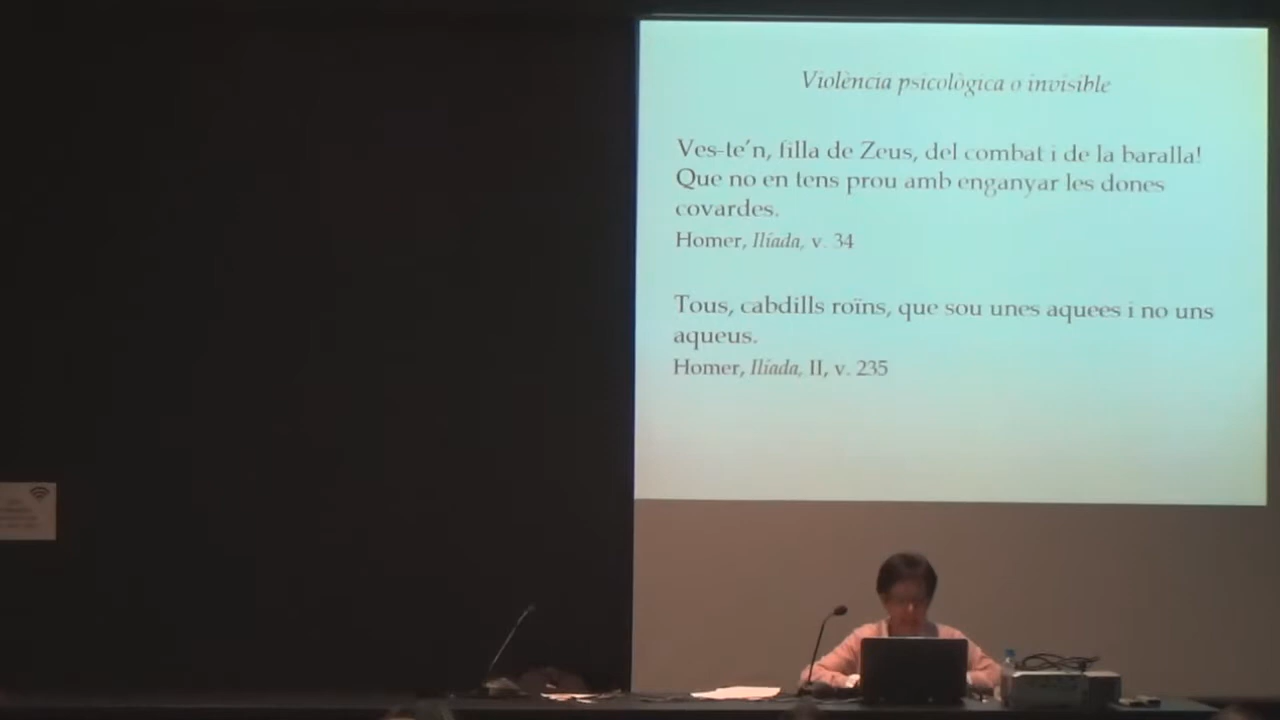 Violència psicològica o invisible
Ves-te'n, filla de Zeus, del combat i de la baralla!
Que no en tens prou amb enganyar les dones
covardes.
Homer, Ilíada, v. 34
Tous, cabdills roïns, que sou unes aquees i no uns
aqueus.
Homer, Ilíada, II, v. 235